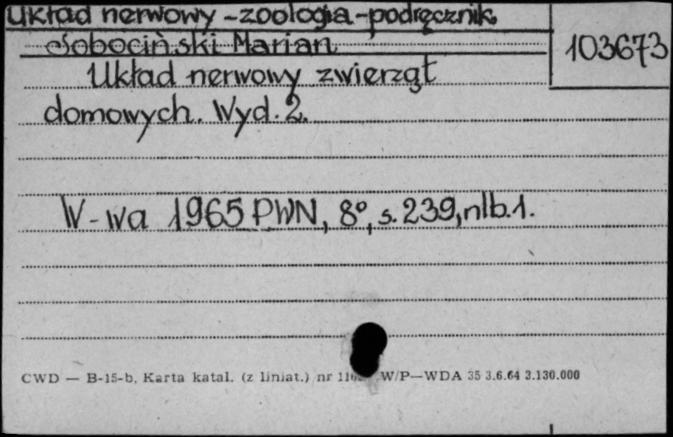 Układ nerwowy - zoologia - podręcznik
103673
Sobociński Marian
Układ nerwowy zwierząt
domowych. Wyd. 2.
W-wa 1965 PWN, 8°, s. 239, nlb. 1.
CWD — B-15-b, Karta katal. (z liniat.) nr W/P—WDA 35 3.6.64 3.130.000